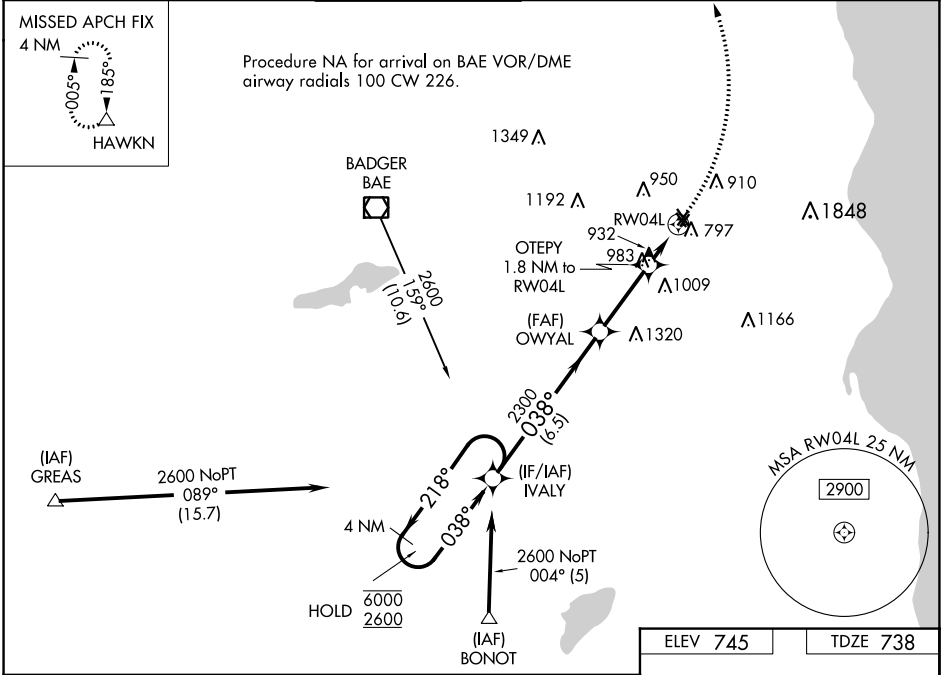 MISSED APCH FIX
4 NM
005°
185°
HAWKN
Procedure NA for arrival on BAE VOR/DME
airway radials 100 CW 226.
1349
BADGER
BAE
1192
950
910
1848
RW04L
797
932
983
OTEPY
1.8 NM to
RW04L
1009
2600
159°
(10.6)
(FAF)
OWYAL
1320
1166
2300
038°
(6.5)
MSA RW04L 25 NM
2900
(IAF)
GREAS
2600 NoPT
089°
(15.7)
218°
038°
(IF/IAF)
IVALY
4 NM
2600 NoPT
004° (5)
HOLD
6000
2600
(IAF)
BONOT
ELEV 745
TDZE 738